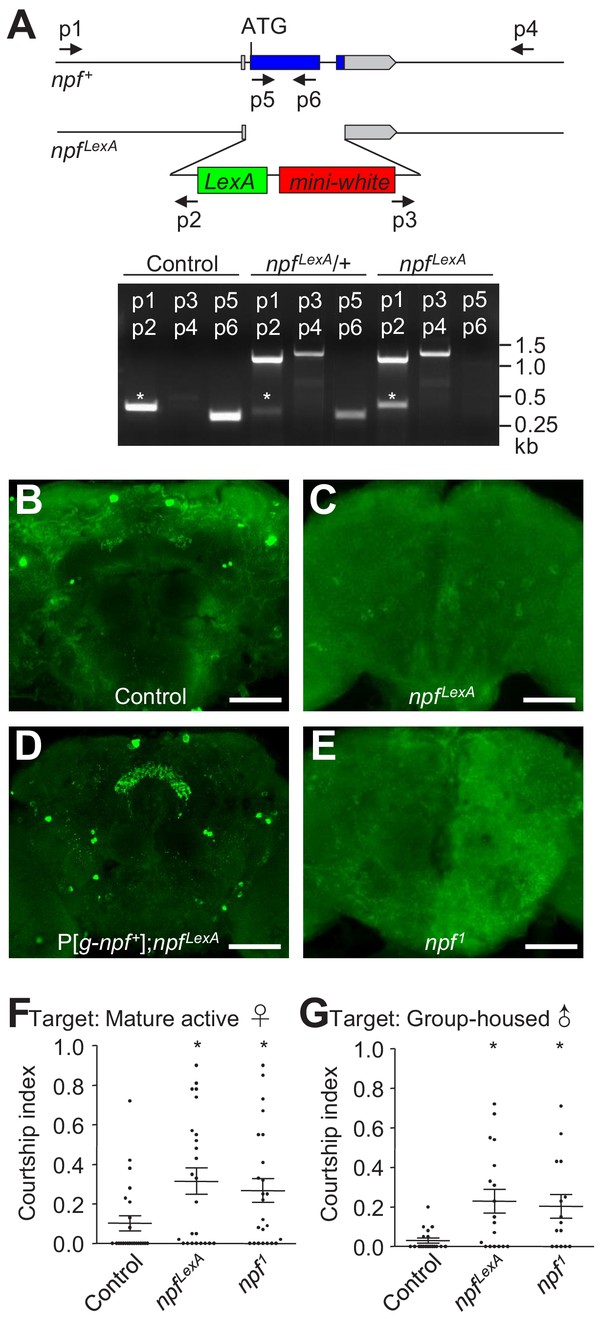 A
p1 ATG p4
npf⁺
p5 p6
npfLexA
LexA mini-white
p2 p3
Control npfLexA/+ npfLexA
p1 p3 p5 p1 p3 p5 p1 p3 p5
p2 p4 p6 p2 p4 p6 p2 p4 p6
1.5
1.0
* * * 0.5
0.25
kb
B C
Control npfLexA
D E
P[g-npf⁺];npfLexA npf¹
F Target: Mature active ♀ G Target: Group-housed ♂
Courtship index
1.0 * *
0.8
0.6
0.4
0.2
0.0
Control npfLexA npf¹
Courtship index
1.0 * *
0.8
0.6
0.4
0.2
0.0
Control npfLexA npf¹